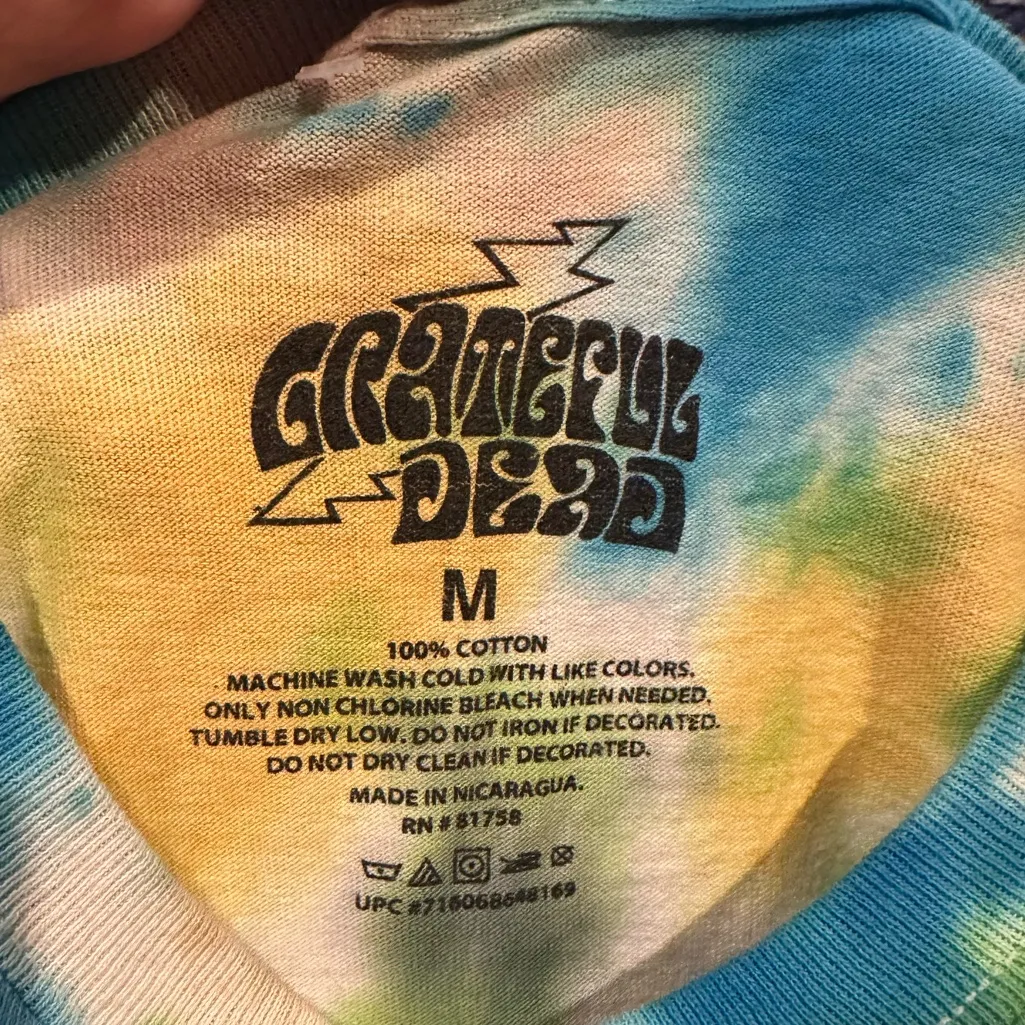 GRATEFUL
DEAD
M
100% COTTON
MACHINE WASH COLD WITH LIKE COLORS.
ONLY NON CHLORINE BLEACH WHEN NEEDED.
TUMBLE DRY LOW. DO NOT IRON IF DECORATED.
DO NOT DRY CLEAN IF DECORATED.
MADE IN NICARAGUA.
RN # 81758
UPC